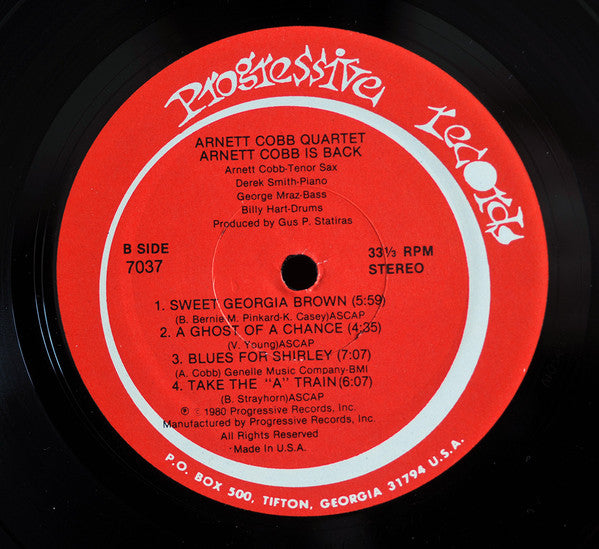 Progressive records
ARNETT COBB QUARTET
ARNETT COBB IS BACK
Arnett Cobb-Tenor Sax
Derek Smith-Piano
George Mraz-Bass
Billy Hart-Drums
Produced by Gus P. Statiras
B SIDE
7037
33⅓ RPM
STEREO
1. SWEET GEORGIA BROWN (5:59)
(B. Bernie-M. Pinkard-K. Casey)ASCAP
2. A GHOST OF A CHANCE (4:35)
(V. Young)ASCAP
3. BLUES FOR SHIRLEY (7:07)
(A. Cobb) Genelle Music Company-BMI
4. TAKE THE "A" TRAIN(6:07)
(B. Strayhorn)ASCAP
℗ © 1980 Progressive Records, Inc.
Manufactured by Progressive Records, Inc.
All Rights Reserved
Made In U.S.A.
P.O. BOX 500, TIFTON, GEORGIA 31794 U.S.A.